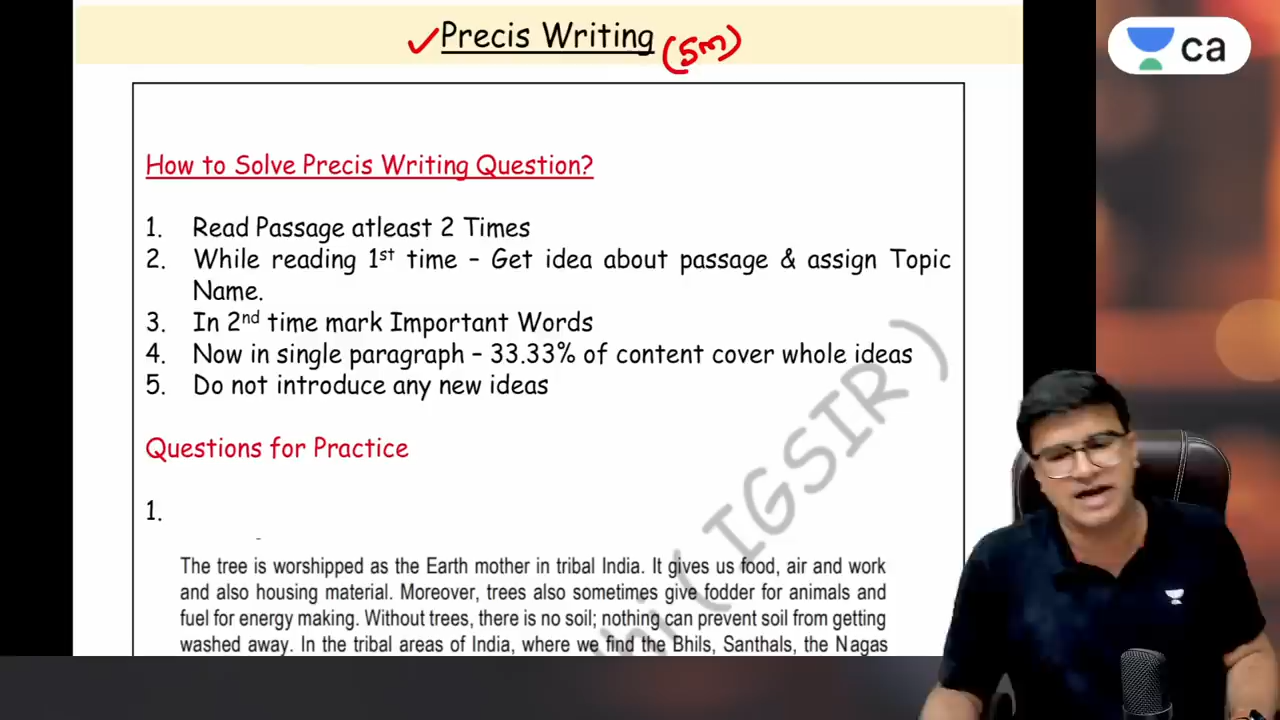 Precis Writing (5m)
ca
How to Solve Precis Writing Question?
1. Read Passage atleast 2 Times
2. While reading 1st time – Get idea about passage & assign Topic
Name.
3. In 2nd time mark Important Words
4. Now in single paragraph – 33.33% of content cover whole ideas
5. Do not introduce any new ideas
Questions for Practice
1.
The tree is worshipped as the Earth mother in tribal India. It gives us food, air and work
and also housing material. Moreover, trees also sometimes give fodder for animals and
fuel for energy making. Without trees, there is no soil; nothing can prevent soil from getting
washed away. In the tribal areas of India, where we find the Bhils, Santhals, the Nagas
( IGSIR )